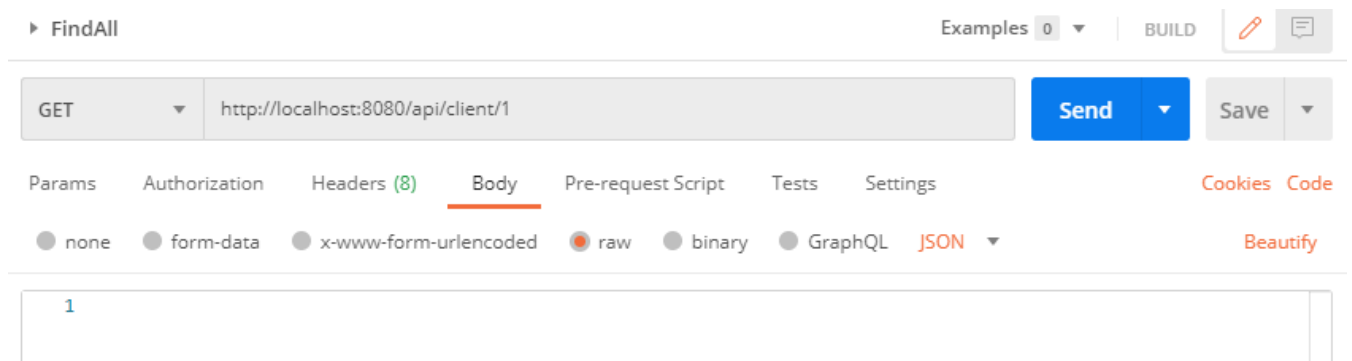 FindAll Examples 0 BUILD
GET http://localhost:8080/api/client/1 Send Save
Params Authorization Headers (8) Body Pre-request Script Tests Settings Cookies Code
none form-data x-www-form-urlencoded raw binary GraphQL JSON Beautify
1